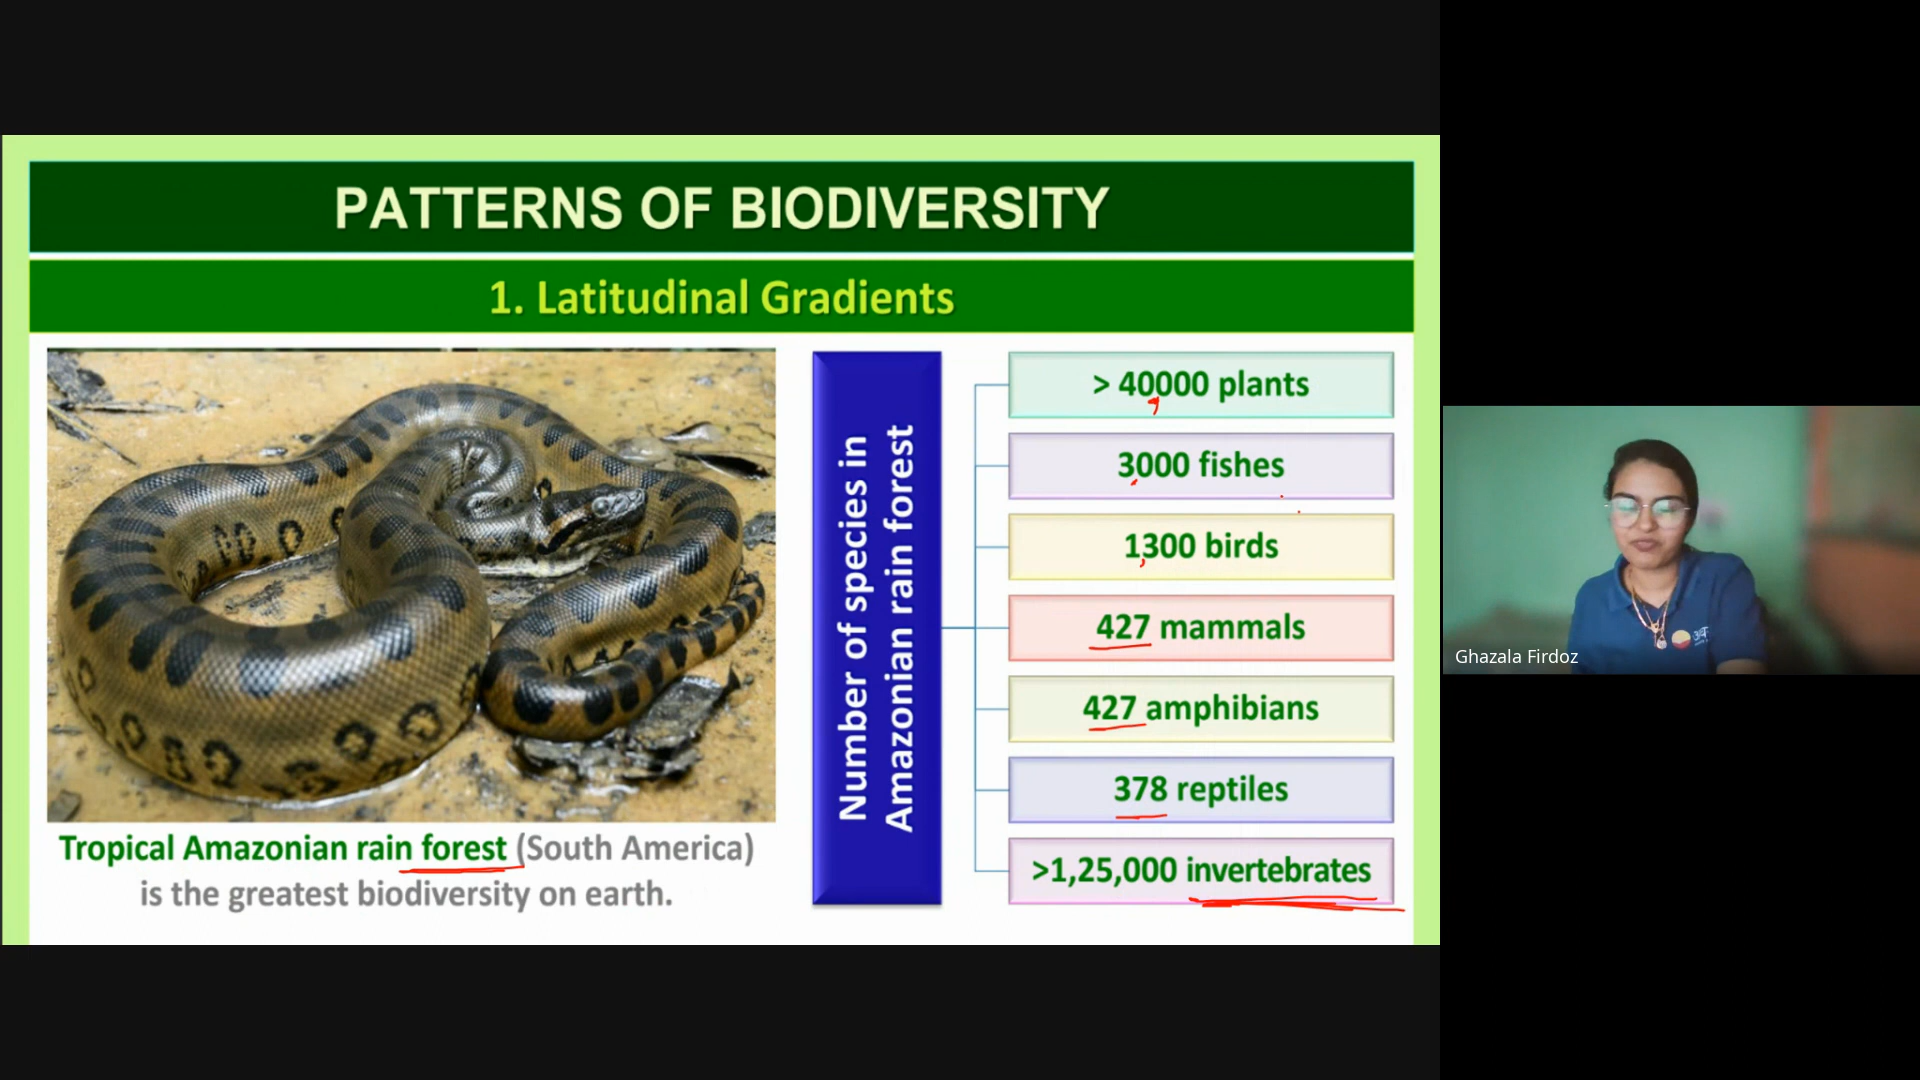 PATTERNS OF BIODIVERSITY
1. Latitudinal Gradients
Tropical Amazonian rain forest (South America)
is the greatest biodiversity on earth.
Number of species in
Amazonian rain forest
> 40000 plants
3000 fishes
1,300 birds
427 mammals
427 amphibians
378 reptiles
>1,25,000 invertebrates
Ghazala Firdoz